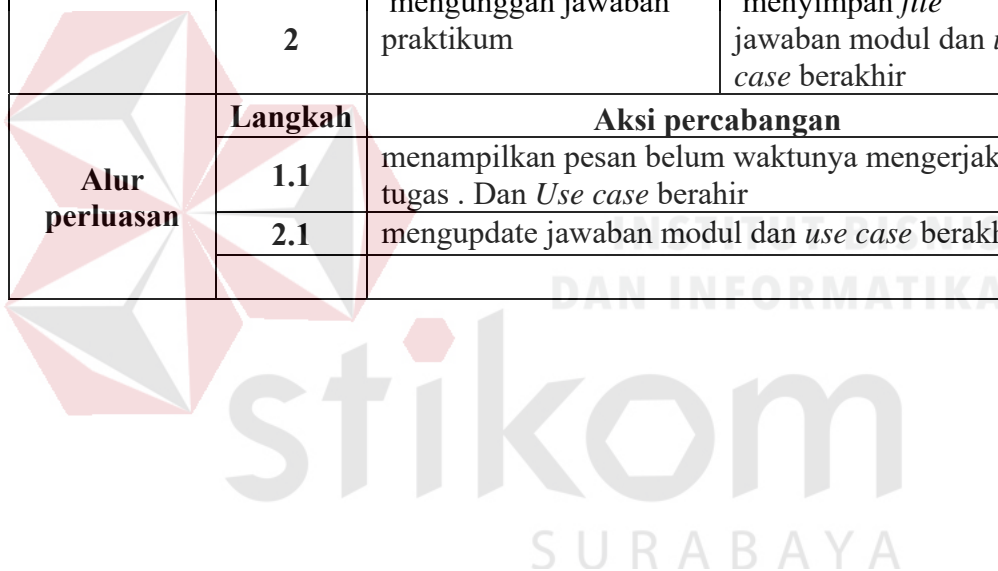 mengunggah jawaban
praktikum
menyimpan file
jawaban modul dan
case berakhir
2
Langkah
Aksi percabangan
Alur
perluasan
1.1
menampilkan pesan belum waktunya
tugas . Dan Use case berahir
2.1
mengupdate jawaban modul dan use case
INSTITUT BISNIS
DAN INFORMATIKA
stikom
SURABAYA